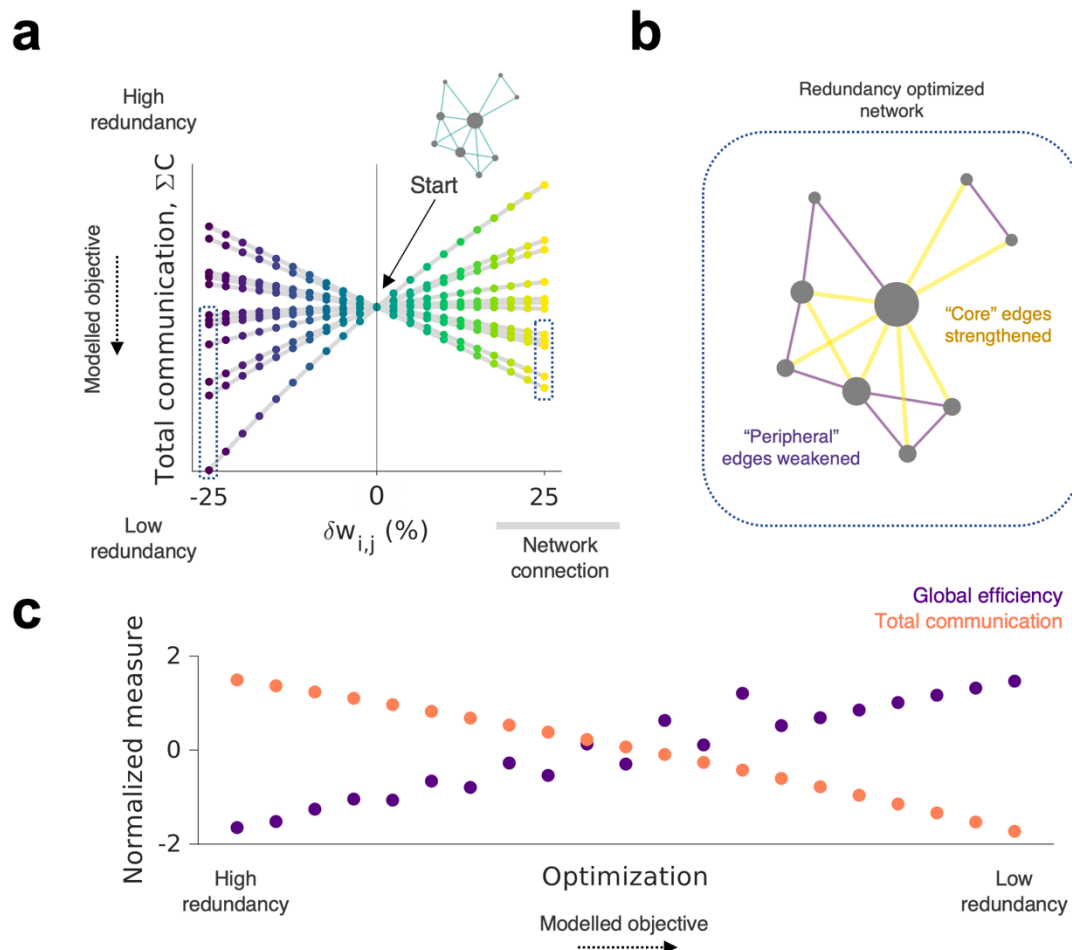 a
High
redundancy
Total communication, ΣC
Modelled objective
Start
-25
0
25
δw i,j (%)
Low
redundancy
Network
connection
b
Redundancy optimized
network
“Core” edges
strengthened
“Peripheral”
edges weakened
c
Global efficiency
Total communication
Normalized measure
2
0
-2
High
redundancy
Optimization
Low
redundancy
Modelled objective